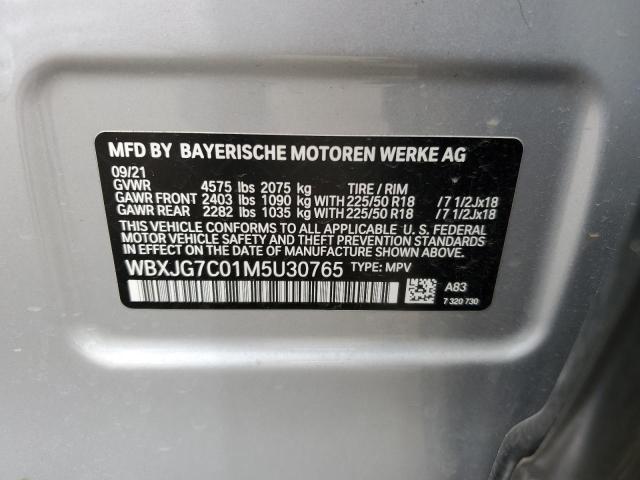 MFD BY BAYERISCHE MOTOREN WERKE AG
09/21
GVWR 4575 lbs 2075 kg TIRE / RIM
GAWR FRONT 2403 lbs 1090 kg WITH 225/50 R18 /7 1/2Jx18
GAWR REAR 2282 lbs 1035 kg WITH 225/50 R18 /7 1/2Jx18
THIS VEHICLE CONFORMS TO ALL APPLICABLE U. S. FEDERAL
MOTOR VEHICLE SAFETY, BUMPER, AND
THEFT PREVENTION STANDARDS IN EFFECT
ON THE DATE OF MANUFACTURE SHOWN ABOVE.
WBXJG7C01M5U30765 TYPE: MPV
A83
7 320 730